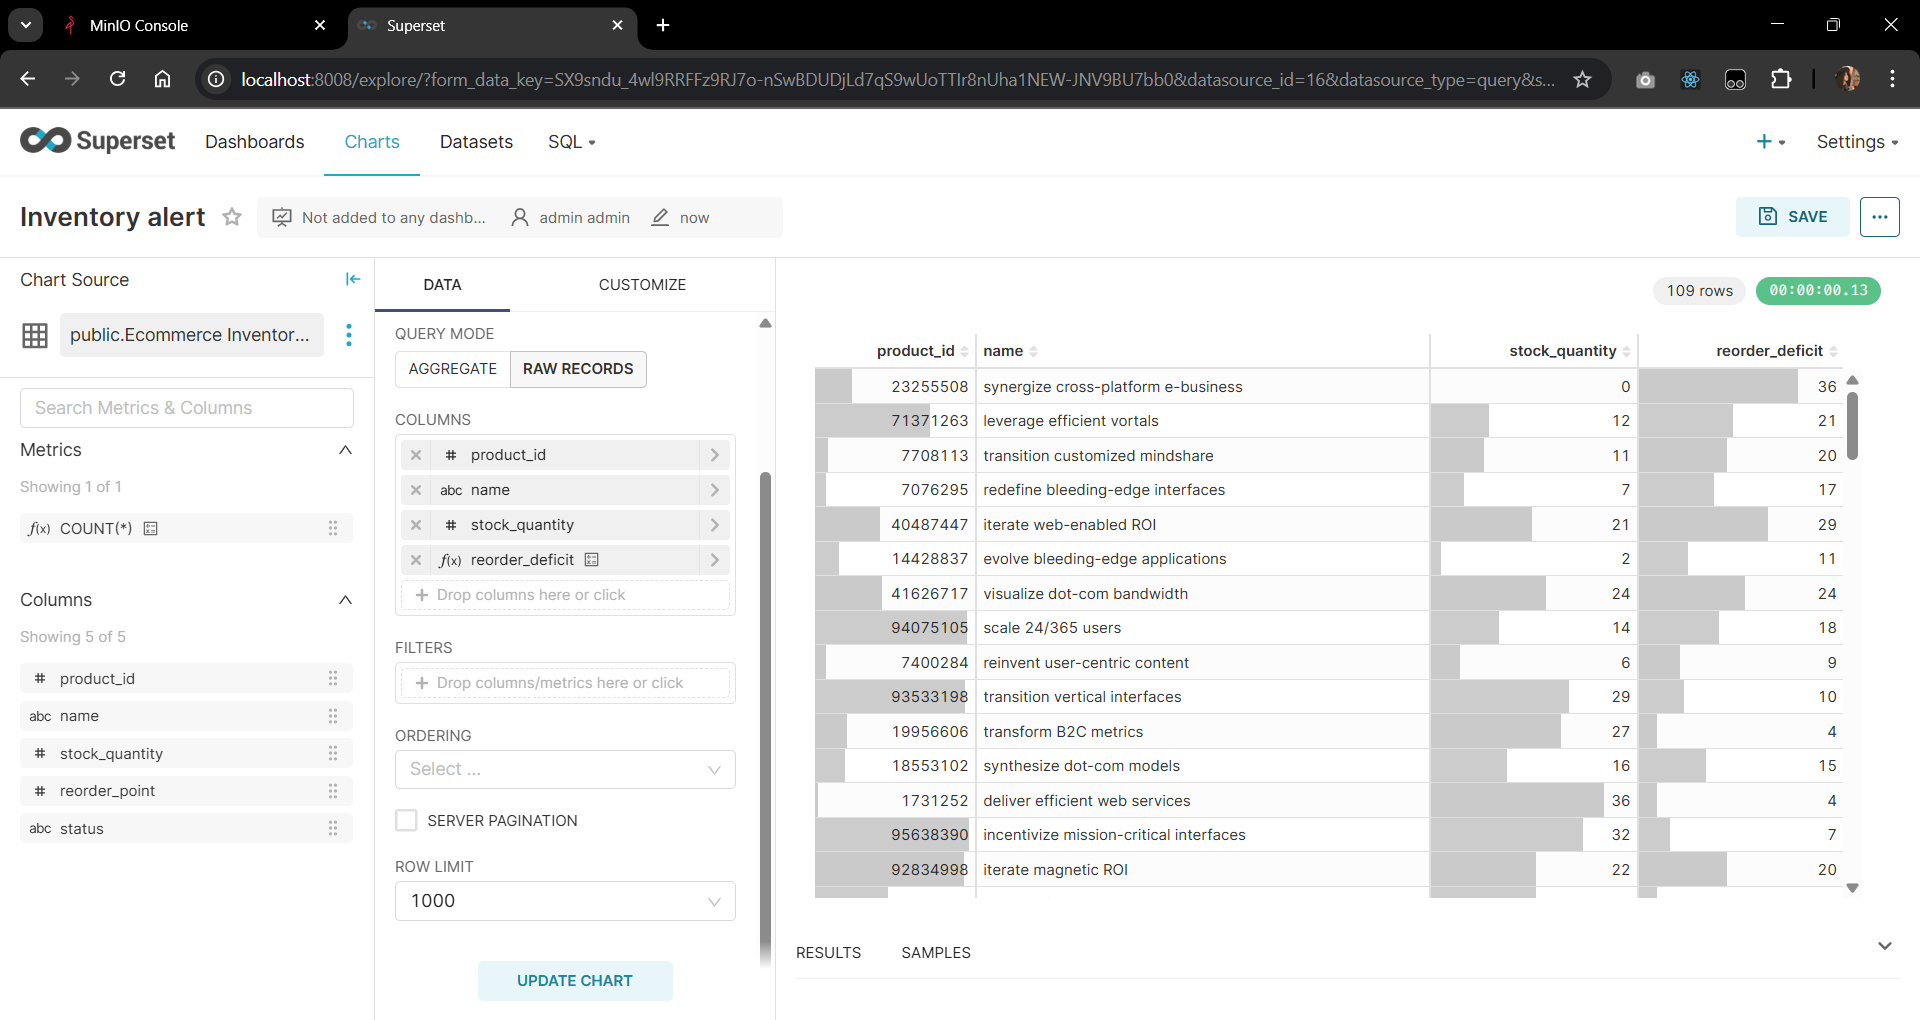 MinIO Console
Superset
localhost:8008/explore/?form_data_key=SX9sndu_4wl9RRFFz9RJ7o-nSwBDUDjLd7qS9wUoTTIr8nUha1NEW-JNV9BU7bb0&datasource_id=16&datasource_type=query&s...
Superset
Dashboards
Charts
Datasets
SQL
Settings
Inventory alert
Not added to any dashb...
admin admin
now
SAVE
Chart Source
public.Ecommerce Inventor...
Search Metrics & Columns
Metrics
Showing 1 of 1
f(x) COUNT(*)
Columns
Showing 5 of 5
# product_id
abc name
# stock_quantity
# reorder_point
abc status
DATA
CUSTOMIZE
QUERY MODE
AGGREGATE
RAW RECORDS
COLUMNS
# product_id
abc name
# stock_quantity
f(x) reorder_deficit
Drop columns here or click
FILTERS
Drop columns/metrics here or click
ORDERING
Select ...
SERVER PAGINATION
ROW LIMIT
1000
UPDATE CHART
109 rows
00:00:00.13
product_id name stock_quantity reorder_deficit
23255508 synergize cross-platform e-business 0 36
71371263 leverage efficient vortals 12 21
7708113 transition customized mindshare 11 20
7076295 redefine bleeding-edge interfaces 7 17
40487447 iterate web-enabled ROI 21 29
14428837 evolve bleeding-edge applications 2 11
41626717 visualize dot-com bandwidth 24 24
94075105 scale 24/365 users 14 18
7400284 reinvent user-centric content 6 9
93533198 transition vertical interfaces 29 10
19956606 transform B2C metrics 27 4
18553102 synthesize dot-com models 16 15
1731252 deliver efficient web services 36 4
95638390 incentivize mission-critical interfaces 32 7
92834998 iterate magnetic ROI 22 20
RESULTS
SAMPLES